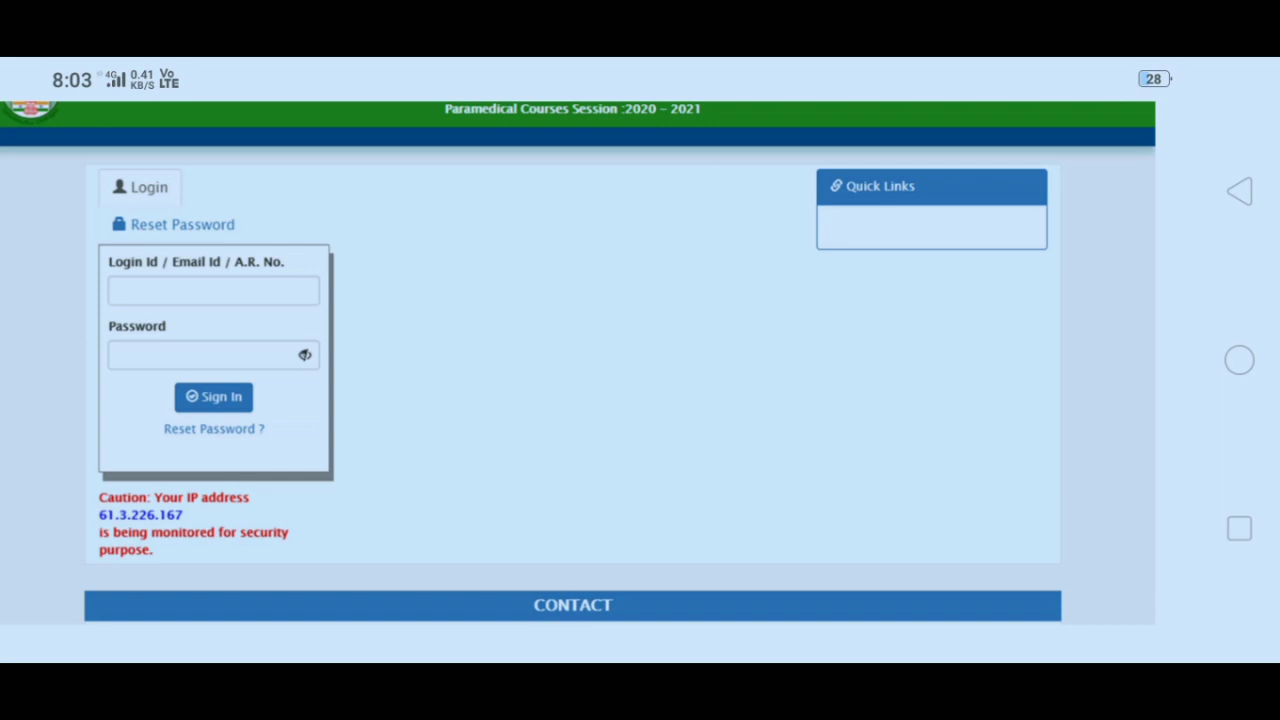 8:03 4G 0.41 KB/S Vo LTE 28
Paramedical Courses Session :2020 - 2021
Login
Quick Links
Reset Password
Login Id / Email Id / A.R. No.
Password
Sign In
Reset Password ?
Caution: Your IP address
61.3.226.167
is being monitored for security
purpose.
CONTACT